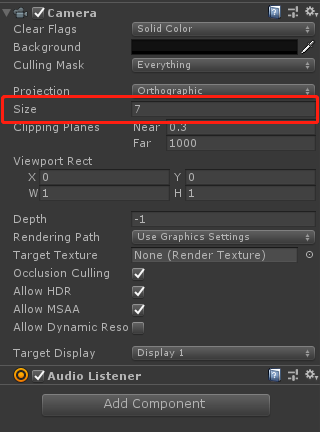 Camera
Clear Flags Solid Color
Background
Culling Mask Everything
Projection Orthographic
Size 7
Clipping Planes Near 0.3
Far 1000
Viewport Rect
X 0 Y 0
W 1 H 1
Depth -1
Rendering Path Use Graphics Settings
Target Texture None (Render Texture)
Occlusion Culling
Allow HDR
Allow MSAA
Allow Dynamic Reso
Target Display Display 1
Audio Listener
Add Component